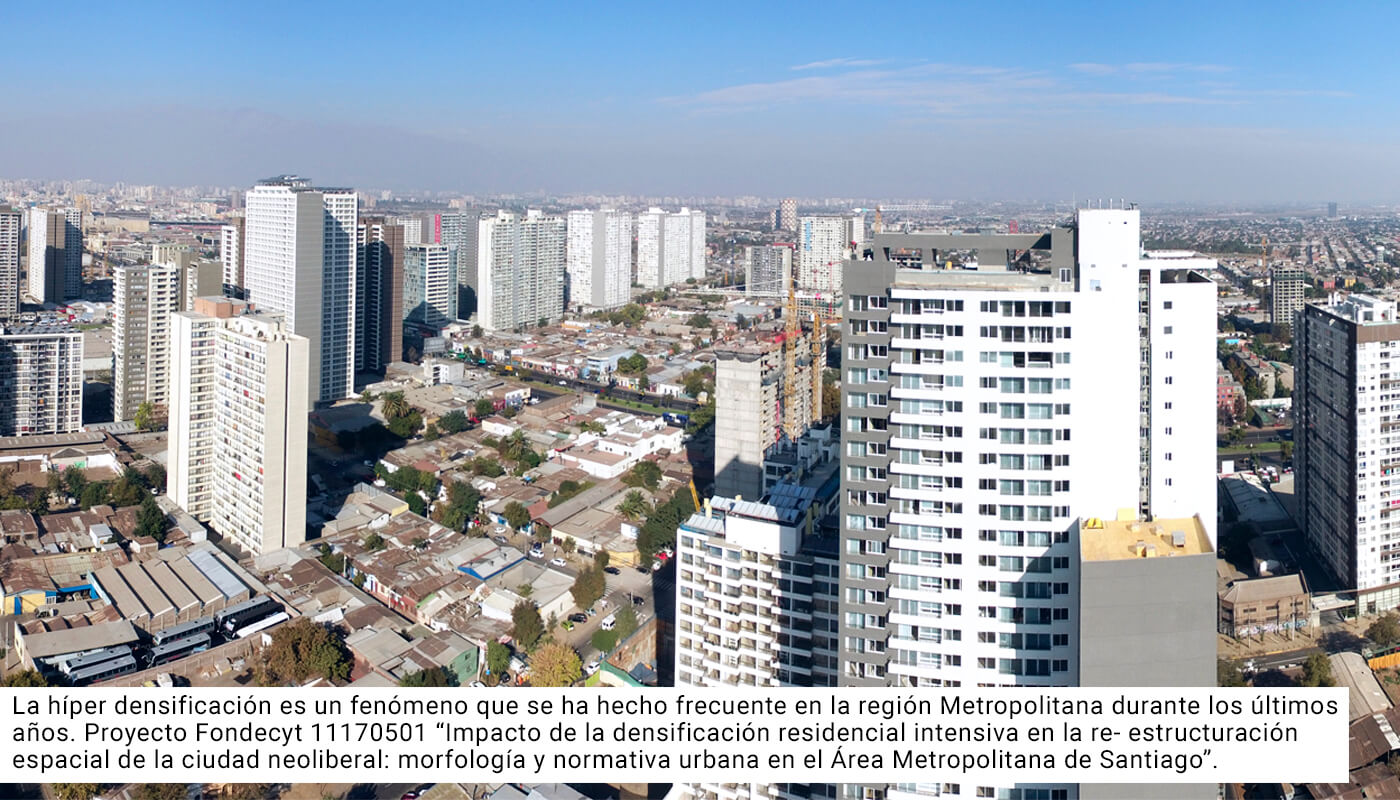 La híper densificación es un fenómeno que se ha hecho frecuente en la región Metropolitana durante los últimos
años. Proyecto Fondecyt 11170501 “Impacto de la densificación residencial intensiva en la re- estructuración
espacial de la ciudad neoliberal: morfología y normativa urbana en el Área Metropolitana de Santiago”.